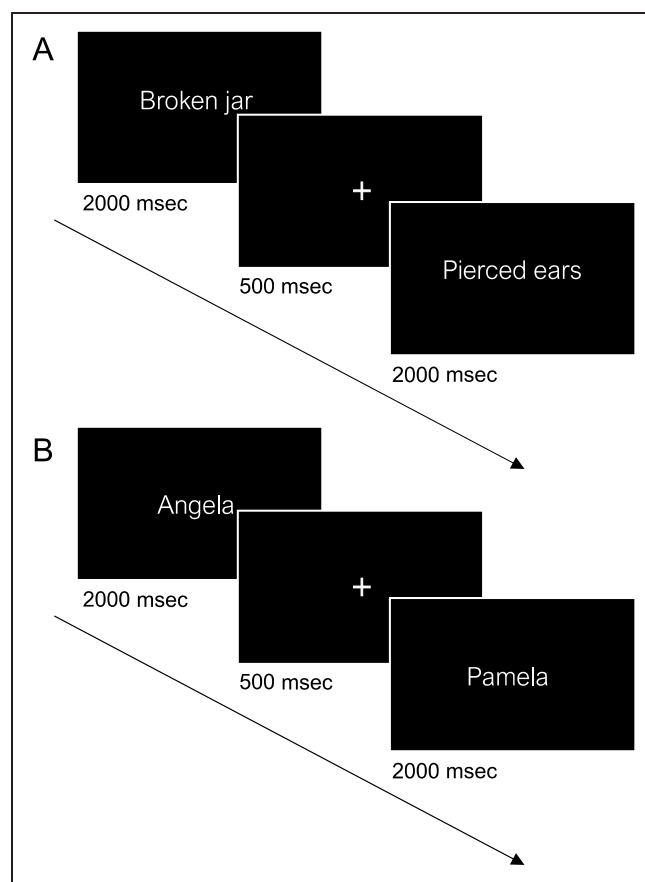 A
Broken jar
2000 msec
+
500 msec
Pierced ears
2000 msec
B
Angela
2000 msec
+
500 msec
Pamela
2000 msec